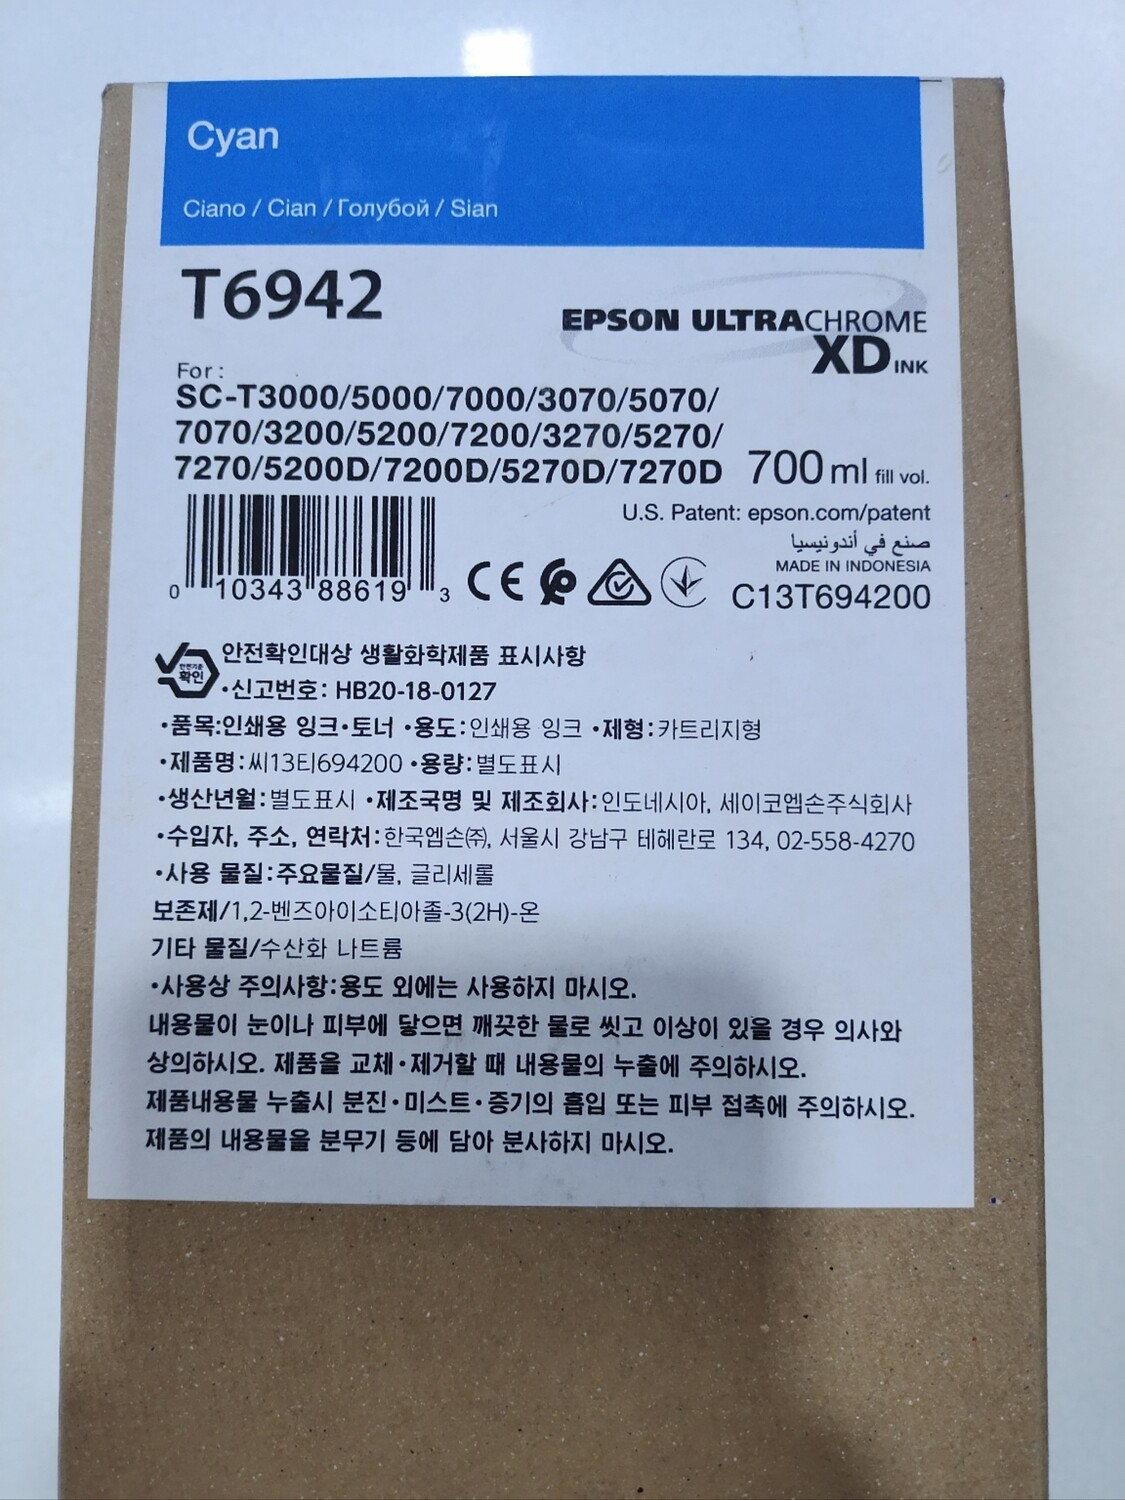 Cyan
Ciano / Cian / Голубой / Sian
T6942
EPSON ULTRACHROME
XD INK
For :
SC-T3000/5000/7000/3070/5070/
7070/3200/5200/7200/3270/5270/
7270/5200D/7200D/5270D/7270D
700 ml fill vol.
U.S. Patent: epson.com/patent
صنع في أندونيسيا
MADE IN INDONESIA
C13T694200
0 10343 88619 3
CE
안전기준
확인
안전확인대상 생활화학제품 표시사항
•신고번호: HB20-18-0127
•품목:인쇄용 잉크•토너 •용도:인쇄용 잉크 •제형:카트리지형
•제품명:씨13티694200 •용량:별도표시
•생산년월:별도표시 •제조국명 및 제조회사:인도네시아, 세이코엡손주식회사
•수입자, 주소, 연락처:한국엡손㈜, 서울시 강남구 테헤란로 134, 02-558-4270
•사용 물질:주요물질/물, 글리세롤
보존제/1,2-벤즈아이소티아졸-3(2H)-온
기타 물질/수산화 나트륨
•사용상 주의사항:용도 외에는 사용하지 마시오.
내용물이 눈이나 피부에 닿으면 깨끗한 물로 씻고 이상이 있을 경우 의사와
상의하시오. 제품을 교체•제거할 때 내용물의 누출에 주의하시오.
제품내용물 누출시 분진•미스트•증기의 흡입 또는 피부 접촉에 주의하시오.
제품의 내용물을 분무기 등에 담아 분사하지 마시오.